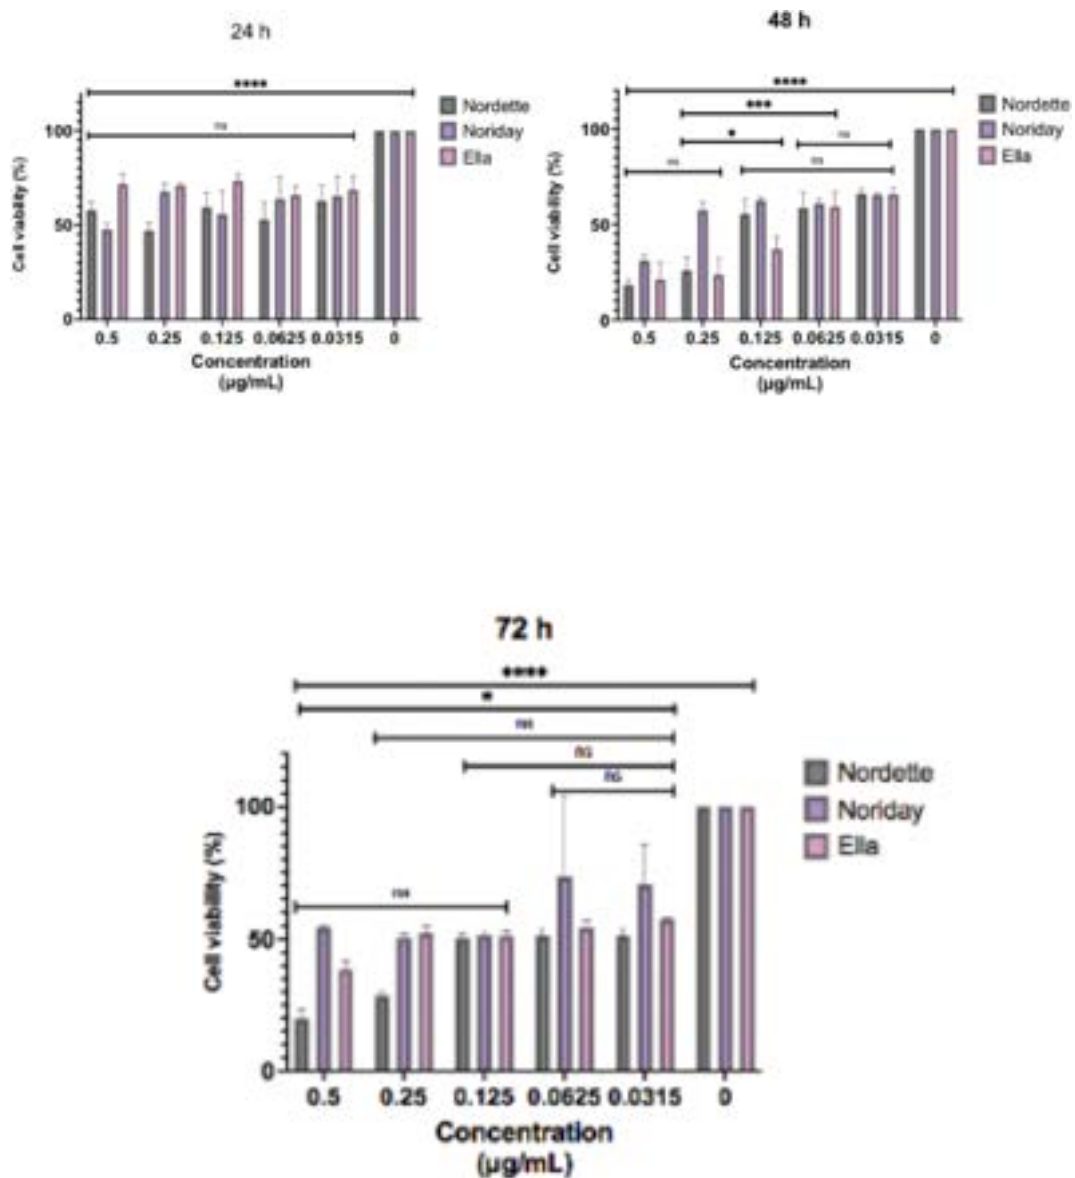 24 h
****
ns
100
50
0
Cell viability (%)
0.5 0.25 0.125 0.0625 0.0315 0
Concentration
(µg/mL)
Nordette
Noriday
Ella
48 h
****
***
*
ns
ns
ns
100
50
0
Cell viability (%)
0.5 0.25 0.125 0.0625 0.0315 0
Concentration
(µg/mL)
Nordette
Noriday
Ella
72 h
****
*
ns
ns
ns
ns
100
50
0
Cell viability (%)
0.5 0.25 0.125 0.0625 0.0315 0
Concentration
(µg/mL)
Nordette
Noriday
Ella